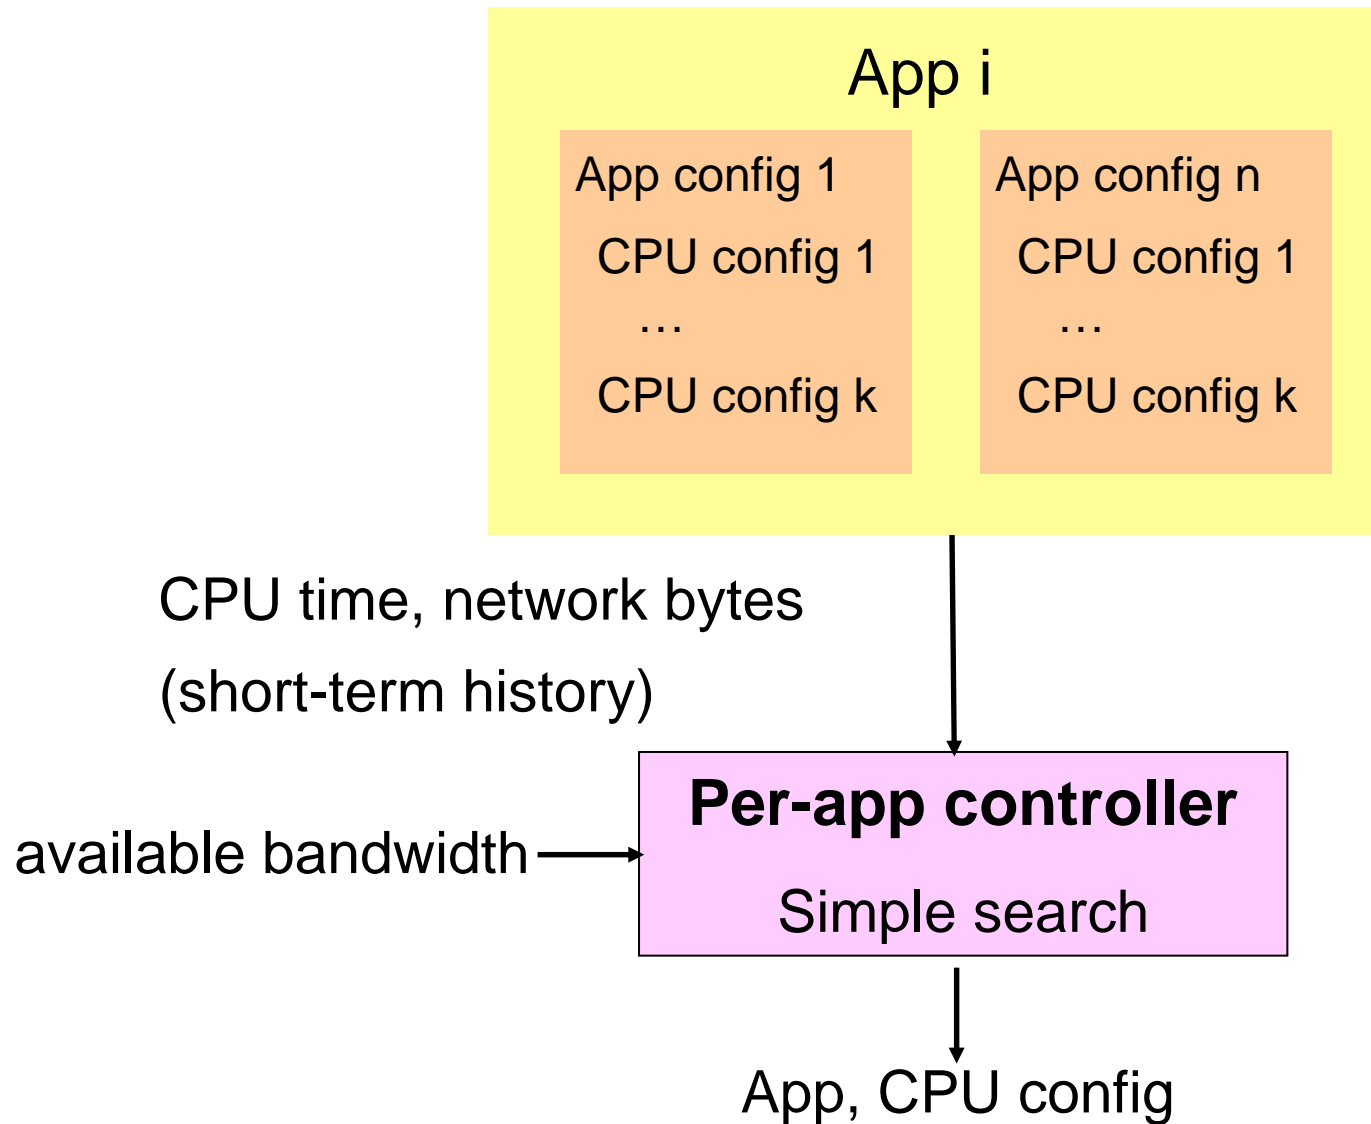 App i
App config 1
CPU config 1
…
CPU config k
App config n
CPU config 1
…
CPU config k
CPU time, network bytes
(short-term history)
Per-app controller
available bandwidth
Simple search
App, CPU config